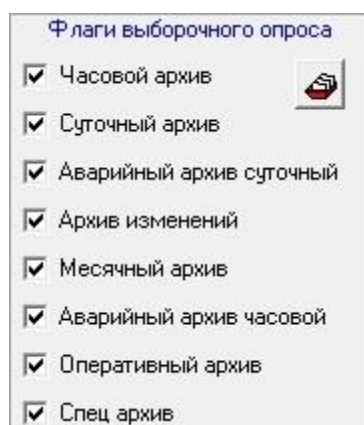 Флаги выборочного опроса
Часовой архив
Суточный архив
Аварийный архив суточный
Архив изменений
Месячный архив
Аварийный архив часовой
Оперативный архив
Спец архив